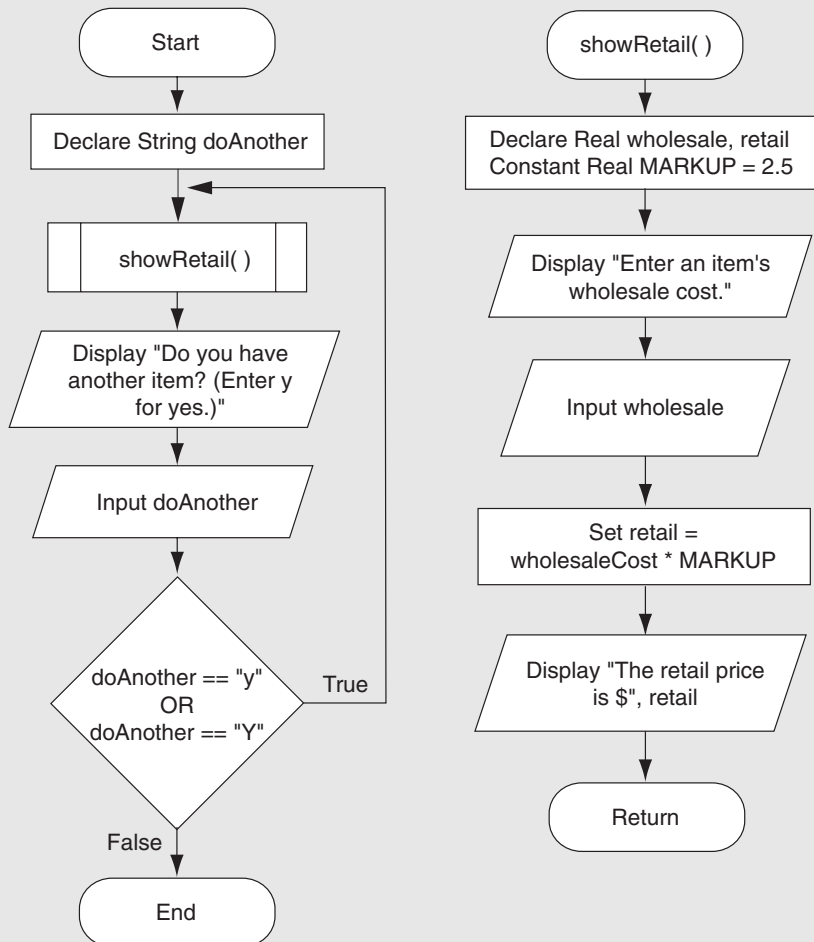 Start
Declare String doAnother
showRetail( )
Display "Do you have
another item? (Enter y
for yes.)"
Input doAnother
doAnother == "y"
OR
doAnother == "Y"
True
False
End
showRetail( )
Declare Real wholesale, retail
Constant Real MARKUP = 2.5
Display "Enter an item's
wholesale cost."
Input wholesale
Set retail =
wholesaleCost * MARKUP
Display "The retail price
is $", retail
Return